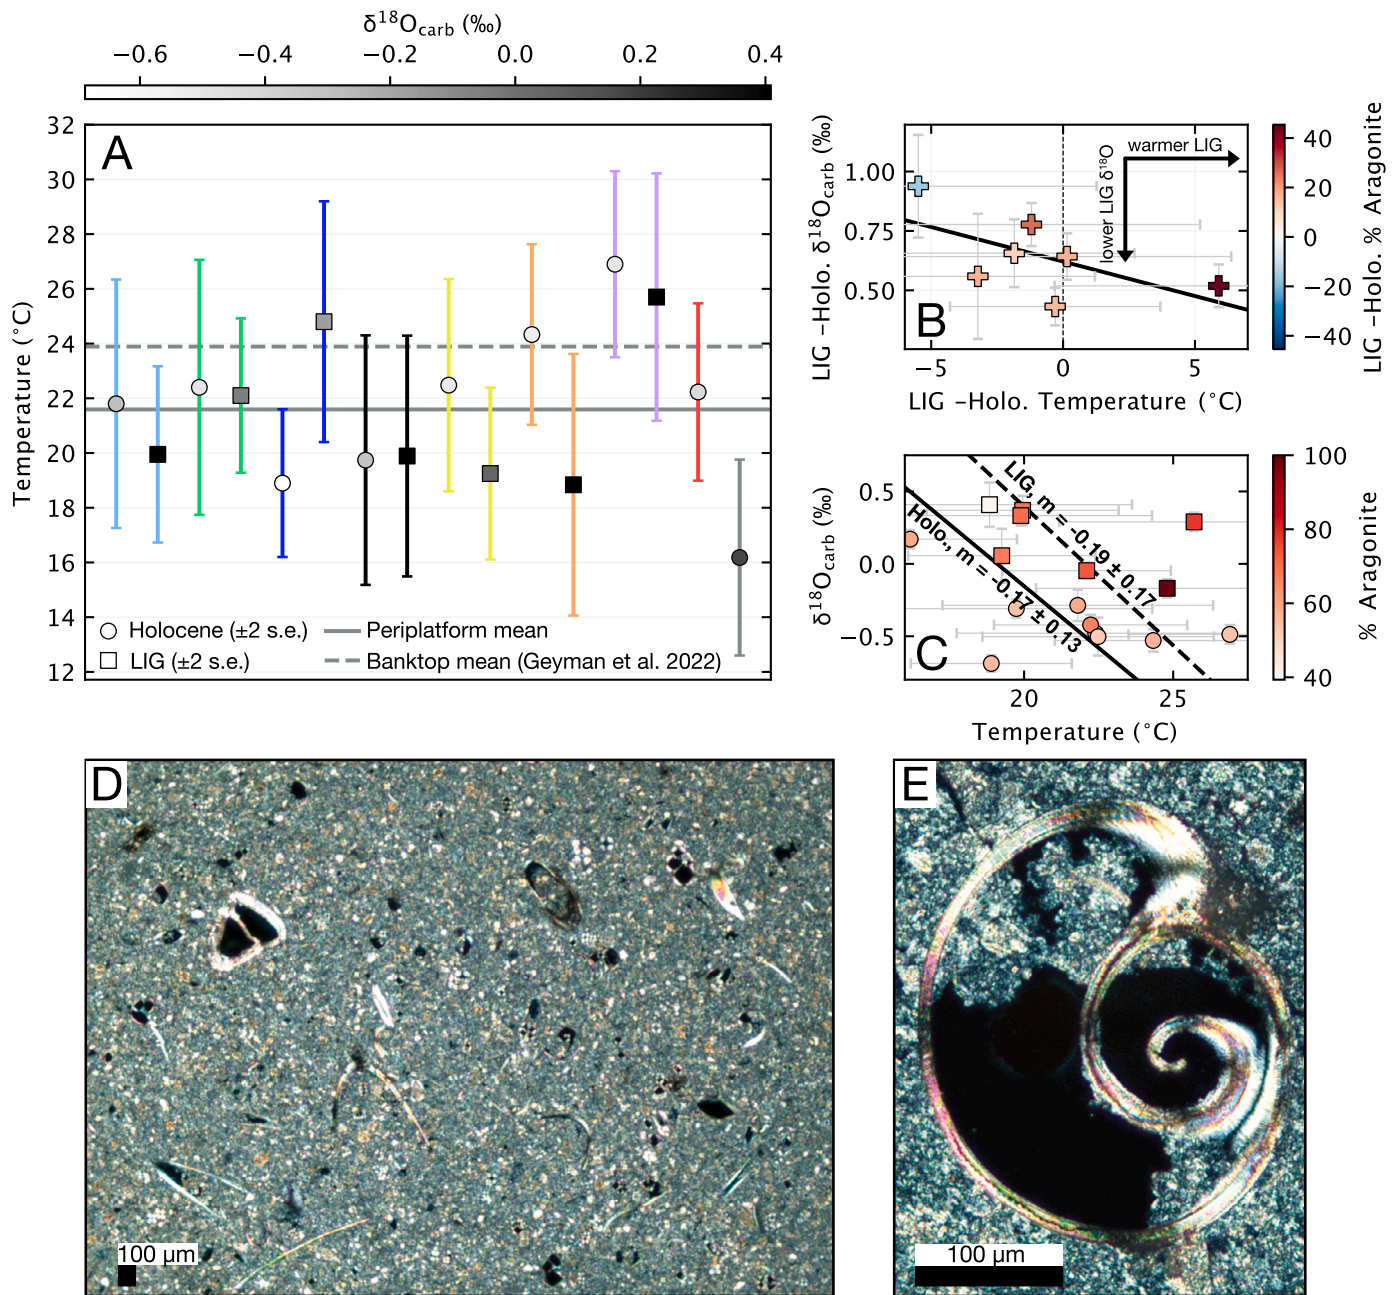 δ18Ocarb (‰)
−0.6 −0.4 −0.2 0.0 0.2 0.4
A
Temperature (°C)
32
30
28
26
24
22
20
18
16
14
12
Holocene (±2 s.e.)
LIG (±2 s.e.)
Periplatform mean
Banktop mean (Geyman et al. 2022)
B
LIG –Holo. δ18Ocarb (‰)
1.00
0.75
0.50
warmer LIG
lower LIG δ18O
−5 0 5
LIG –Holo. Temperature (°C)
40
20
0
−20
−40
LIG –Holo. % Aragonite
C
δ18Ocarb (‰)
0.5
0.0
−0.5
LIG, m = -0.19 ± 0.17
Holo., m = -0.17 ± 0.13
20 25
Temperature (°C)
100
80
60
40
% Aragonite
D
100 µm
E
100 µm